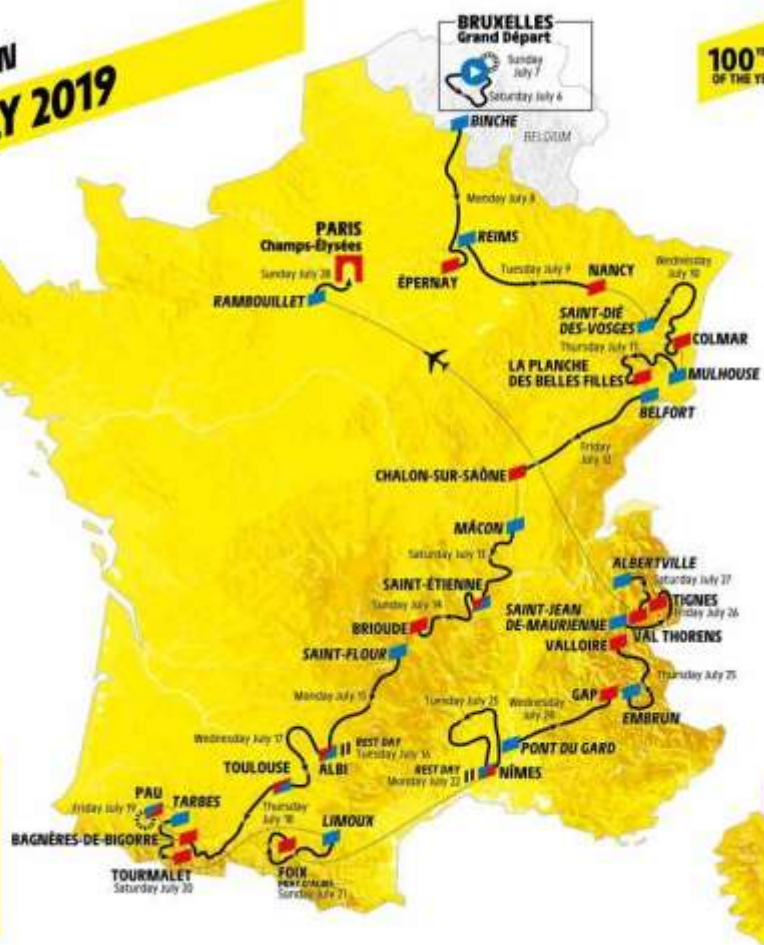 Y 2019
BRUXELLES
Grand Départ
Sunday
July 7
Saturday July 6
100
OF THE YE
BINCHE
BELGIUM
Monday July 8
REIMS
PARIS
Champs-Élysées
Sunday July 28
ÉPERNAY
Tuesday July 9
NANCY
Wednesday
July 10
RAMBOUILLET
SAINT-DIÉ
DES-VOSGES
Thursday July 11
COLMAR
LA PLANCHE
DES BELLES FILLES
MULHOUSE
BELFORT
Friday
July 12
CHALON-SUR-SAÔNE
MÂCON
Saturday July 13
ALBERTVILLE
Saturday July 27
SAINT-ÉTIENNE
Sunday July 14
TIGNES
Friday July 26
SAINT-JEAN
DE-MAURIENNE
BRIOUDE
VAL THORENS
VALLOIRE
SAINT-FLOUR
Thursday July 25
Monday July 15
Tuesday July 23
Wednesday
July 24
GAP
EMBRUN
Wednesday July 17
REST DAY
Tuesday July 16
ALBI
PONT DU GARD
TOULOUSE
REST DAY
Monday July 22
NÎMES
PAU
Friday July 19
TARBES
Thursday
July 18
LIMOUX
BAGNÈRES-DE-BIGORRE
TOURMALET
Saturday July 20
FOIX
Sunday July 21